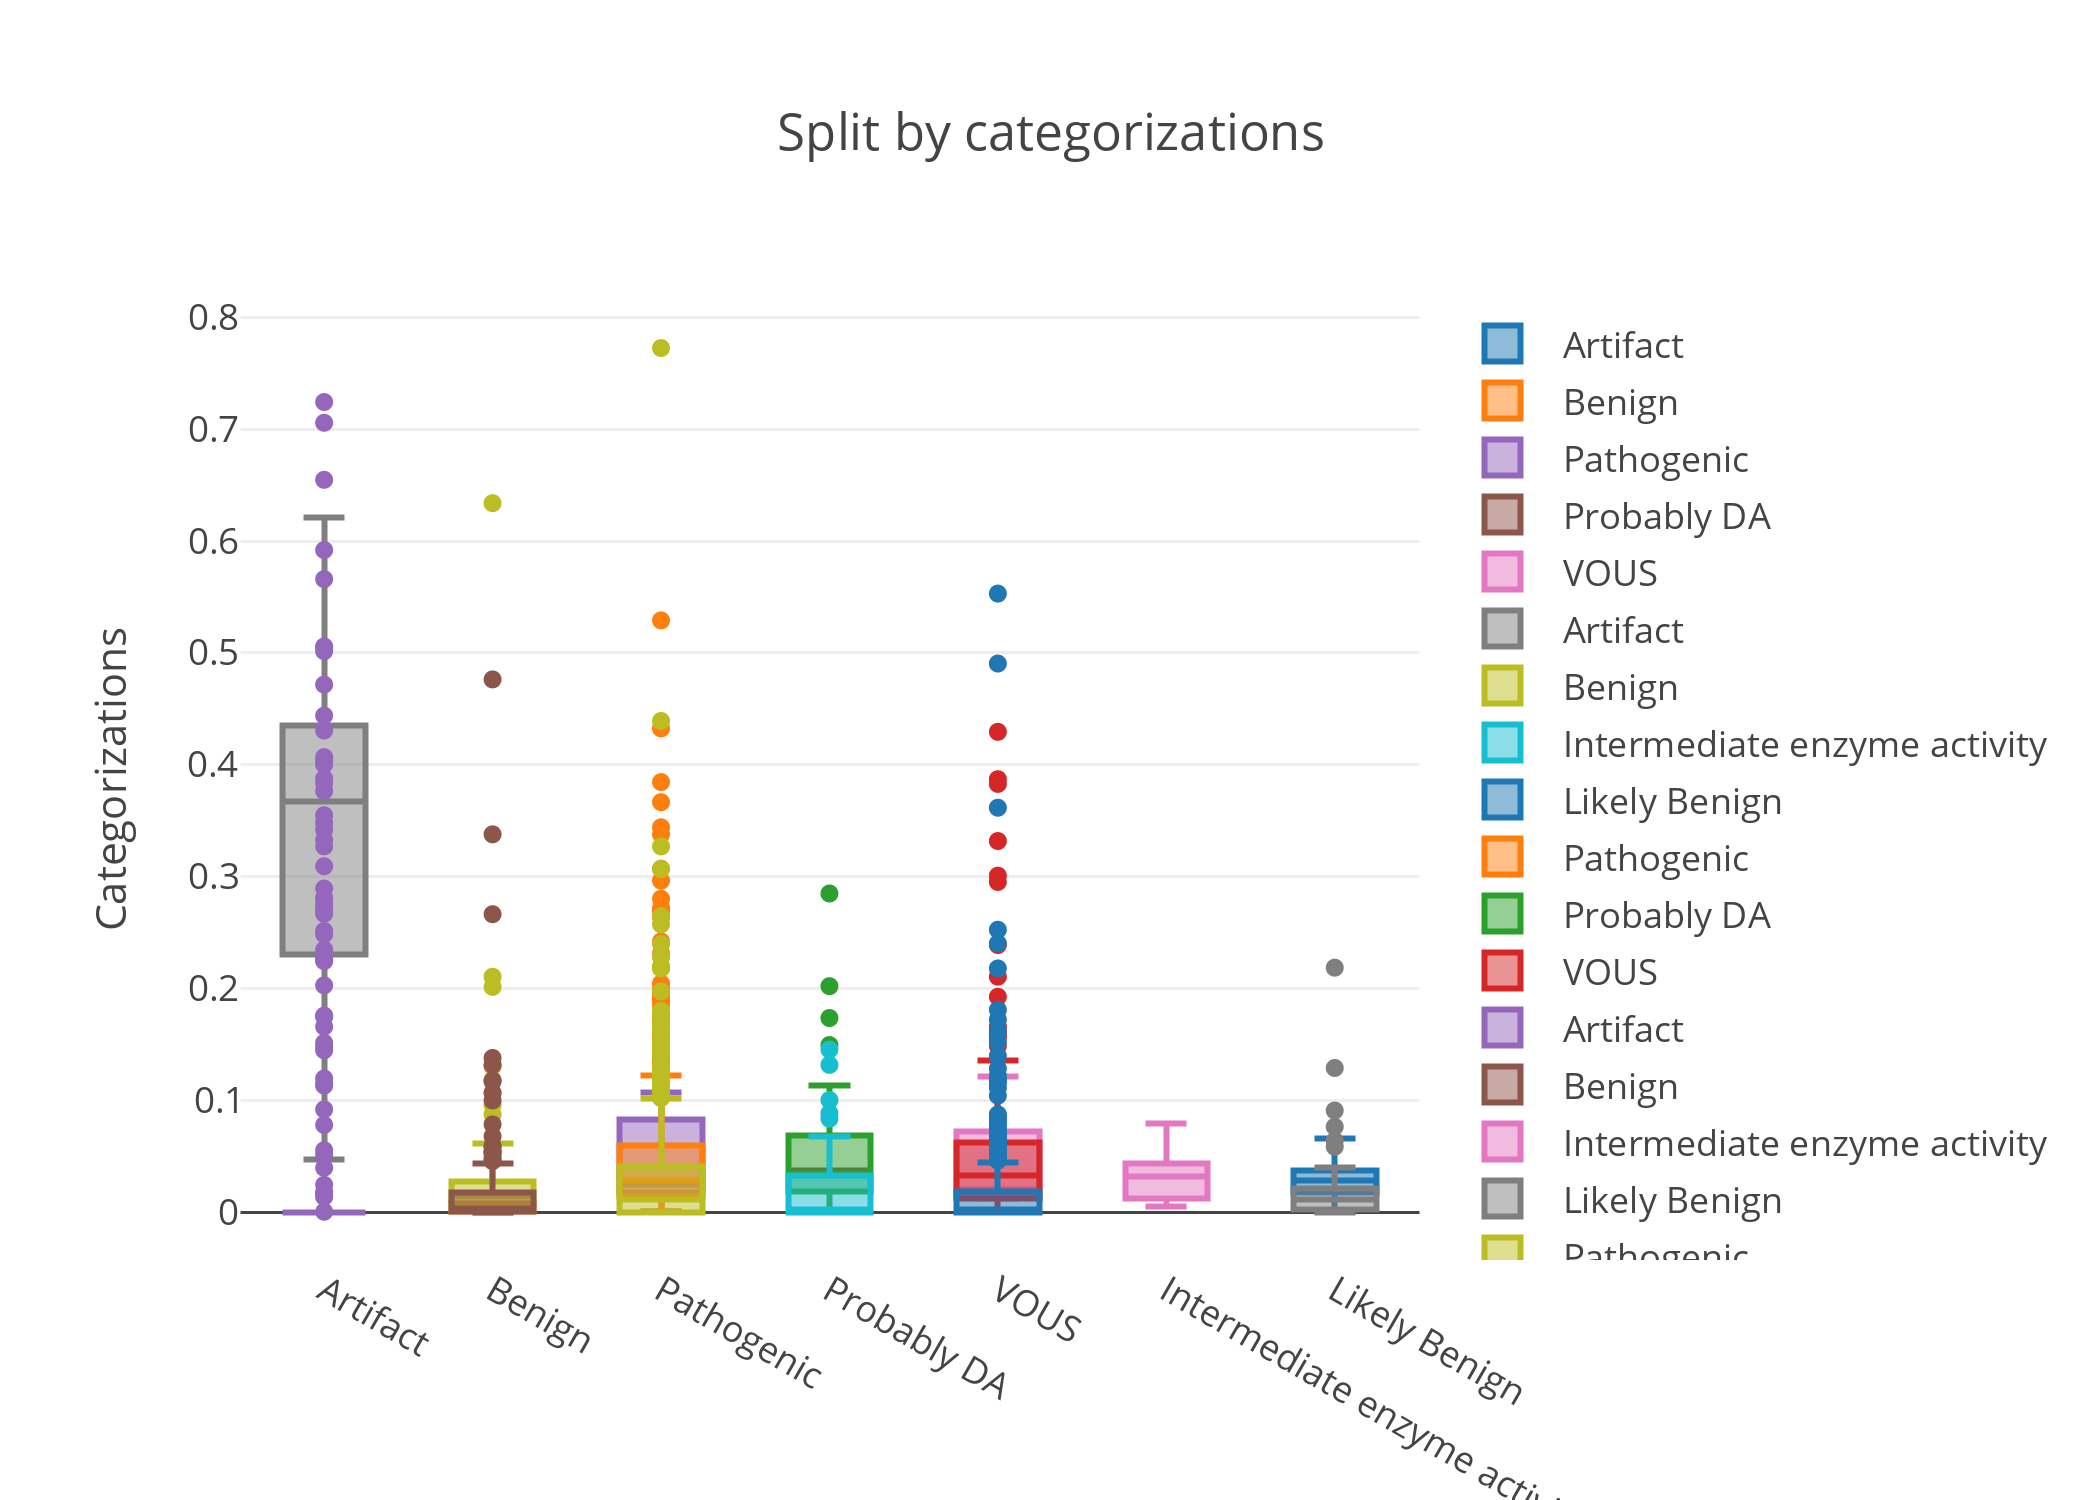 Split by categorizations
Categorizations
0.8
0.7
0.6
0.5
0.4
0.3
0.2
0.1
0
Artifact
Benign
Pathogenic
Probably DA
VOUS
Intermediate enzyme activi
Likely Benign
Artifact
Benign
Pathogenic
Probably DA
VOUS
Artifact
Benign
Intermediate enzyme activity
Likely Benign
Pathogenic
Probably DA
VOUS
Artifact
Benign
Intermediate enzyme activity
Likely Benign
Pathogenic